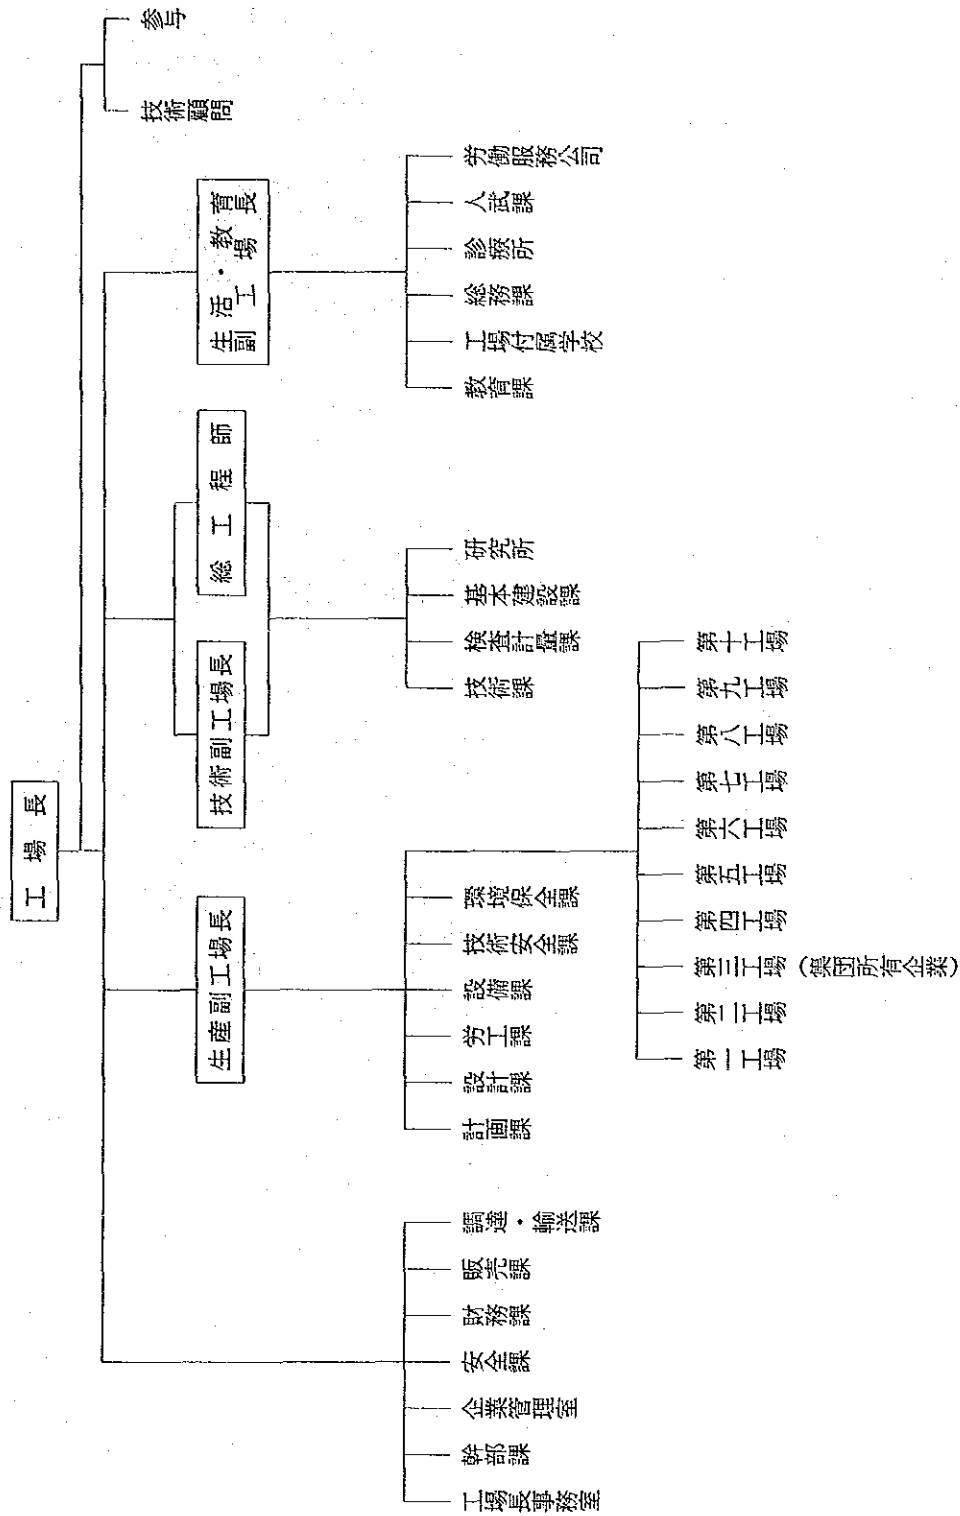 工場長
参与
技術顧問
生産副工場長
技術副工場長
総工程師
生活・教育
副工場長
工場長事務室
幹部課
企業管理室
安全課
財務課
販売課
調達・輸送課
計画課
設計課
労工課
設備課
技術安全課
環境保全課
技術課
検査計量課
基本建設課
研究所
教育課
工場付属学校
総務課
診療所
人武課
労働服務公司
第一工場
第二工場
第三工場(集団所有企業)
第四工場
第五工場
第六工場
第七工場
第八工場
第九工場
第十工場